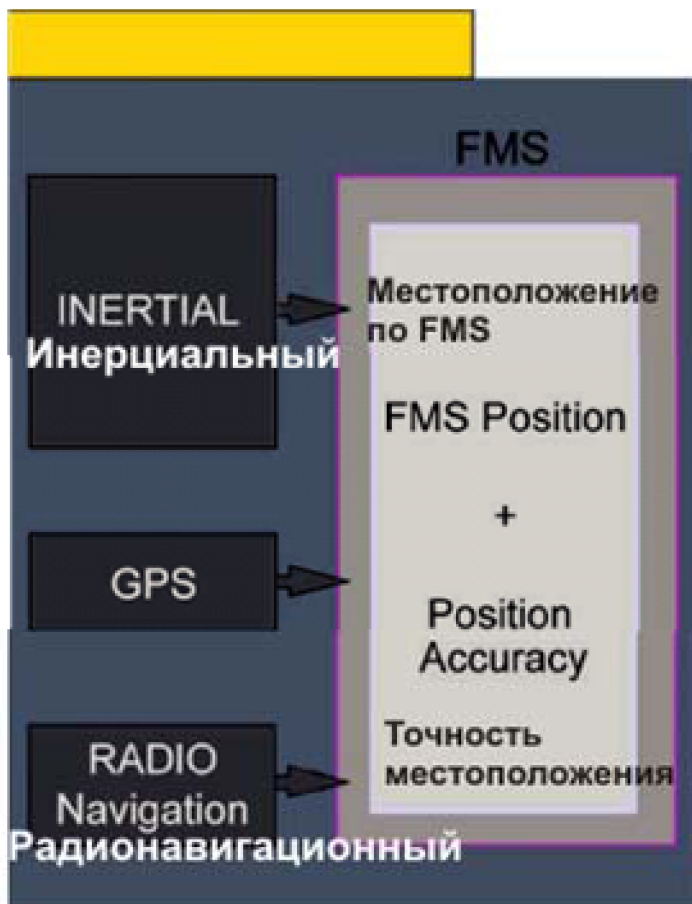 FMS
INERTIAL
Инерциальный
GPS
RADIO
Navigation
Радионавигационный
Местоположение
по FMS
FMS Position
+
Position
Accuracy
Точность
местоположения